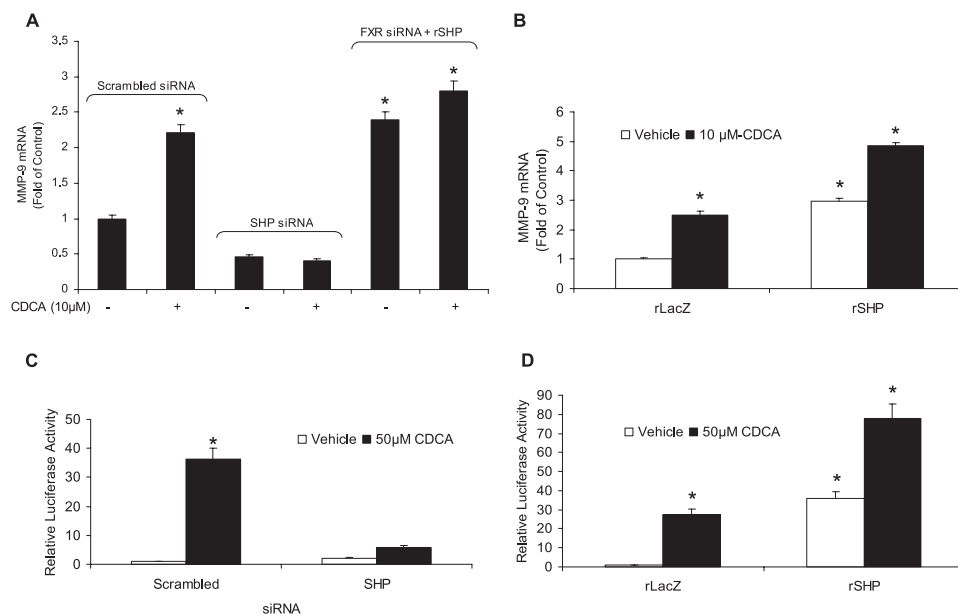 A
FXR siRNA + rSHP
Scrambled siRNA
SHP siRNA
MMP-9 mRNA
(Fold of Control)
3.5
3
2.5
2
1.5
1
0.5
0
* * *
CDCA (10µM) - + - + - +
B
Vehicle 10 µM-CDCA
MMP-9 mRNA
(Fold of Control)
6
5
4
3
2
1
0
* * *
rLacZ rSHP
C
Vehicle 50µM CDCA
Relative Luciferase Activity
50
40
30
20
10
0
*
Scrambled SHP
siRNA
D
Vehicle 50µM CDCA
Relative Luciferase Activity
90
80
70
60
50
40
30
20
10
0
* * *
rLacZ rSHP